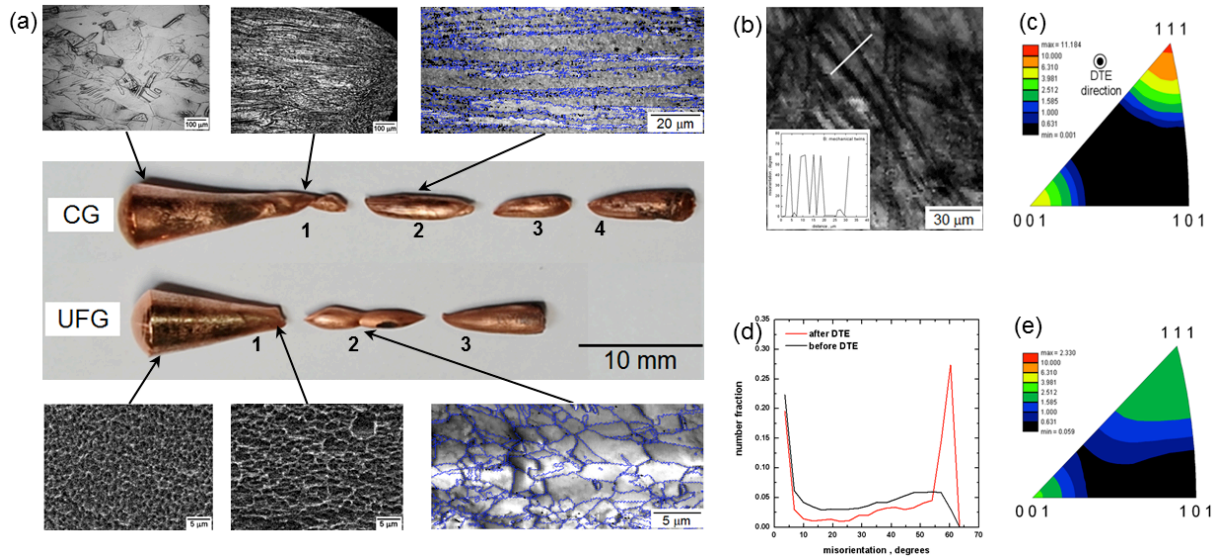 (a)
100 μm
100 μm
20 μm
CG
1
2
3
4
UFG
1
2
3
10 mm
5 μm
5 μm
5 μm
(b)
misorientation, degree
distance, μm
30 μm
(c)
max = 11.104
10.000
6.310
3.981
2.512
1.585
1.000
0.631
min = 0.001
DTE
direction
1 1 1
0 0 1
1 0 1
(d)
number fraction
0.35
0.30
0.25
0.20
0.15
0.10
0.05
0.00
after DTE
before DTE
0 10 20 30 40 50 60 70 80
misorientation , degrees
(e)
max = 2.330
10.000
6.310
3.981
2.512
1.585
1.000
0.631
min = 0.059
1 1 1
0 0 1
1 0 1